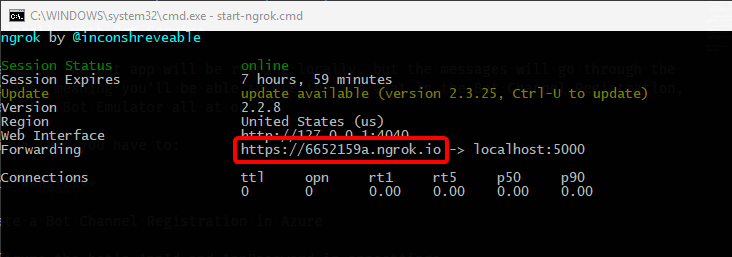 C:\WINDOWS\system32\cmd.exe - start-ngrok.cmd
ngrok by @inconshreveable
Session Status online
Session Expires 7 hours, 59 minutes
Update update available (version 2.3.25, Ctrl-U to update)
Version 2.2.8
Region United States (us)
Web Interface http://127.0.0.1:4040
Forwarding https://6652159a.ngrok.io -> localhost:5000
Connections ttl opn rt1 rt5 p50 p90
0 0 0.00 0.00 0.00 0.00